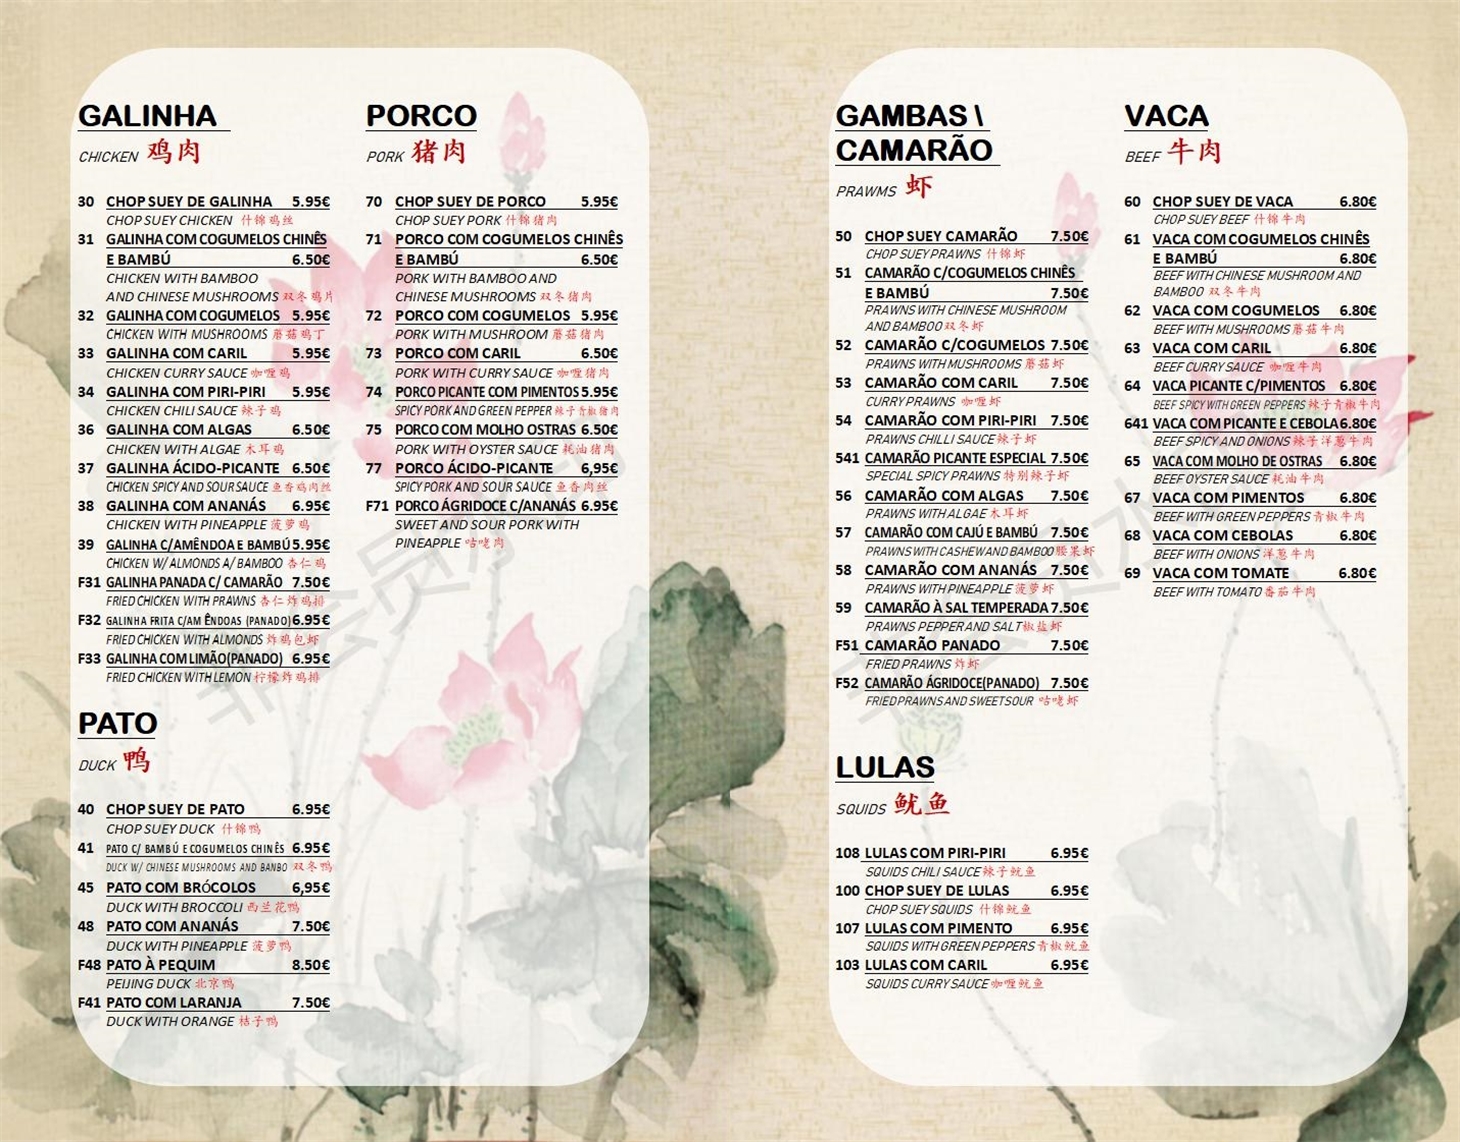 GALINHA
CHICKEN 鸡肉
30 CHOP SUEY DE GALINHA 5.95€
CHOP SUEY CHICKEN 什锦鸡丝
31 GALINHA COM COGUMELOS CHINÊS
E BAMBÚ 6.50€
CHICKEN WITH BAMBOO
AND CHINESE MUSHROOMS 双冬鸡片
32 GALINHA COM COGUMELOS 5.95€
CHICKEN WITH MUSHROOMS 蘑菇鸡丁
33 GALINHA COM CARIL 5.95€
CHICKEN CURRY SAUCE 咖喱鸡
34 GALINHA COM PIRI-PIRI 5.95€
CHICKEN CHILI SAUCE 辣子鸡
36 GALINHA COM ALGAS 6.50€
CHICKEN WITH ALGAE 木耳鸡
37 GALINHA ÁCIDO-PICANTE 6.50€
CHICKEN SPICY AND SOUR SAUCE 鱼香鸡肉丝
38 GALINHA COM ANANÁS 6.95€
CHICKEN WITH PINEAPPLE 菠萝鸡
39 GALINHA C/AMÊNDOA E BAMBÚ 5.95€
CHICKEN W/ ALMONDS A/ BAMBOO 杏仁鸡
F31 GALINHA PANADA C/ CAMARÃO 7.50€
FRIED CHICKEN WITH PRAWNS 杏仁炸鸡排
F32 GALINHA FRITA C/AM ÊNDOAS (PANADO) 6.95€
FRIED CHICKEN WITH ALMONDS 炸鸡包虾
F33 GALINHA COM LIMÃO(PANADO) 6.95€
FRIED CHICKEN WITH LEMON 柠檬炸鸡排
PATO
DUCK 鸭
40 CHOP SUEY DE PATO 6.95€
CHOP SUEY DUCK 什锦鸭
41 PATO C/ BAMBÚ E COGUMELOS CHINÊS 6.95€
DUCK W/ CHINESE MUSHROOMS AND BANBO 双冬鸭
45 PATO COM BRÓCOLOS 6,95€
DUCK WITH BROCCOLI 西兰花鸭
48 PATO COM ANANÁS 7.50€
DUCK WITH PINEAPPLE 菠萝鸭
F48 PATO À PEQUIM 8.50€
PEIJING DUCK 北京鸭
F41 PATO COM LARANJA 7.50€
DUCK WITH ORANGE 桔子鸭
PORCO
PORK 猪肉
70 CHOP SUEY DE PORCO 5.95€
CHOP SUEY PORK 什锦猪肉
71 PORCO COM COGUMELOS CHINÊS
E BAMBÚ 6.50€
PORK WITH BAMBOO AND
CHINESE MUSHROOMS 双冬猪肉
72 PORCO COM COGUMELOS 5.95€
PORK WITH MUSHROOM 蘑菇猪肉
73 PORCO COM CARIL 6.50€
PORK WITH CURRY SAUCE 咖喱猪肉
74 PORCO PICANTE COM PIMENTOS 5.95€
SPICY PORK AND GREEN PEPPER 辣子青椒猪肉
75 PORCO COM MOLHO OSTRAS 6.50€
PORK WITH OYSTER SAUCE 耗油猪肉
77 PORCO ÁCIDO-PICANTE 6,95€
SPICY PORK AND SOUR SAUCE 鱼香肉丝
F71 PORCO ÁGRIDOCE C/ANANÁS 6.95€
SWEET AND SOUR PORK WITH
PINEAPPLE 咕咾肉
GAMBAS \
CAMARÃO
PRAWMS 虾
50 CHOP SUEY CAMARÃO 7.50€
CHOP SUEY PRAWNS 什锦虾
51 CAMARÃO C/COGUMELOS CHINÊS
E BAMBÚ 7.50€
PRAWNS WITH CHINESE MUSHROOM
AND BAMBOO 双冬虾
52 CAMARÃO C/COGUMELOS 7.50€
PRAWNS WITH MUSHROOMS 蘑菇虾
53 CAMARÃO COM CARIL 7.50€
CURRY PRAWNS 咖喱虾
54 CAMARÃO COM PIRI-PIRI 7.50€
PRAWNS CHILLI SAUCE 辣子虾
541 CAMARÃO PICANTE ESPECIAL 7.50€
SPECIAL SPICY PRAWNS 特别辣子虾
56 CAMARÃO COM ALGAS 7.50€
PRAWNS WITH ALGAE 木耳虾
57 CAMARÃO COM CAJÚ E BAMBÚ 7.50€
PRAWNS WITH CASHEW AND BAMBOO 腰果虾
58 CAMARÃO COM ANANÁS 7.50€
PRAWNS WITH PINEAPPLE 菠萝虾
59 CAMARÃO À SAL TEMPERADA 7.50€
PRAWNS PEPPER AND SALT 椒盐虾
F51 CAMARÃO PANADO 7.50€
FRIED PRAWNS 炸虾
F52 CAMARÃO ÁGRIDOCE(PANADO) 7.50€
FRIED PRAWNS AND SWEET SOUR 咕咾虾
LULAS
SQUIDS 鱿鱼
108 LULAS COM PIRI-PIRI 6.95€
SQUIDS CHILI SAUCE 辣子鱿鱼
100 CHOP SUEY DE LULAS 6.95€
CHOP SUEY SQUIDS 什锦鱿鱼
107 LULAS COM PIMENTO 6.95€
SQUIDS WITH GREEN PEPPERS 青椒鱿鱼
103 LULAS COM CARIL 6.95€
SQUIDS CURRY SAUCE 咖喱鱿鱼
VACA
BEEF 牛肉
60 CHOP SUEY DE VACA 6.80€
CHOP SUEY BEEF 什锦牛肉
61 VACA COM COGUMELOS CHINÊS
E BAMBÚ 6.80€
BEEF WITH CHINESE MUSHROOM AND
BAMBOO 双冬牛肉
62 VACA COM COGUMELOS 6.80€
BEEF WITH MUSHROOMS 蘑菇牛肉
63 VACA COM CARIL 6.80€
BEEF CURRY SAUCE 咖喱牛肉
64 VACA PICANTE C/PIMENTOS 6.80€
BEEF SPICY WITH GREEN PEPPERS 辣子青椒牛肉
641 VACA COM PICANTE E CEBOLA 6.80€
BEEF SPICY AND ONIONS 辣子洋葱牛肉
65 VACA COM MOLHO DE OSTRAS 6.80€
BEEF OYSTER SAUCE 耗油牛肉
67 VACA COM PIMENTOS 6.80€
BEEF WITH GREEN PEPPERS 青椒牛肉
68 VACA COM CEBOLAS 6.80€
BEEF WITH ONIONS 洋葱牛肉
69 VACA COM TOMATE 6.80€
BEEF WITH TOMATO 番茄牛肉